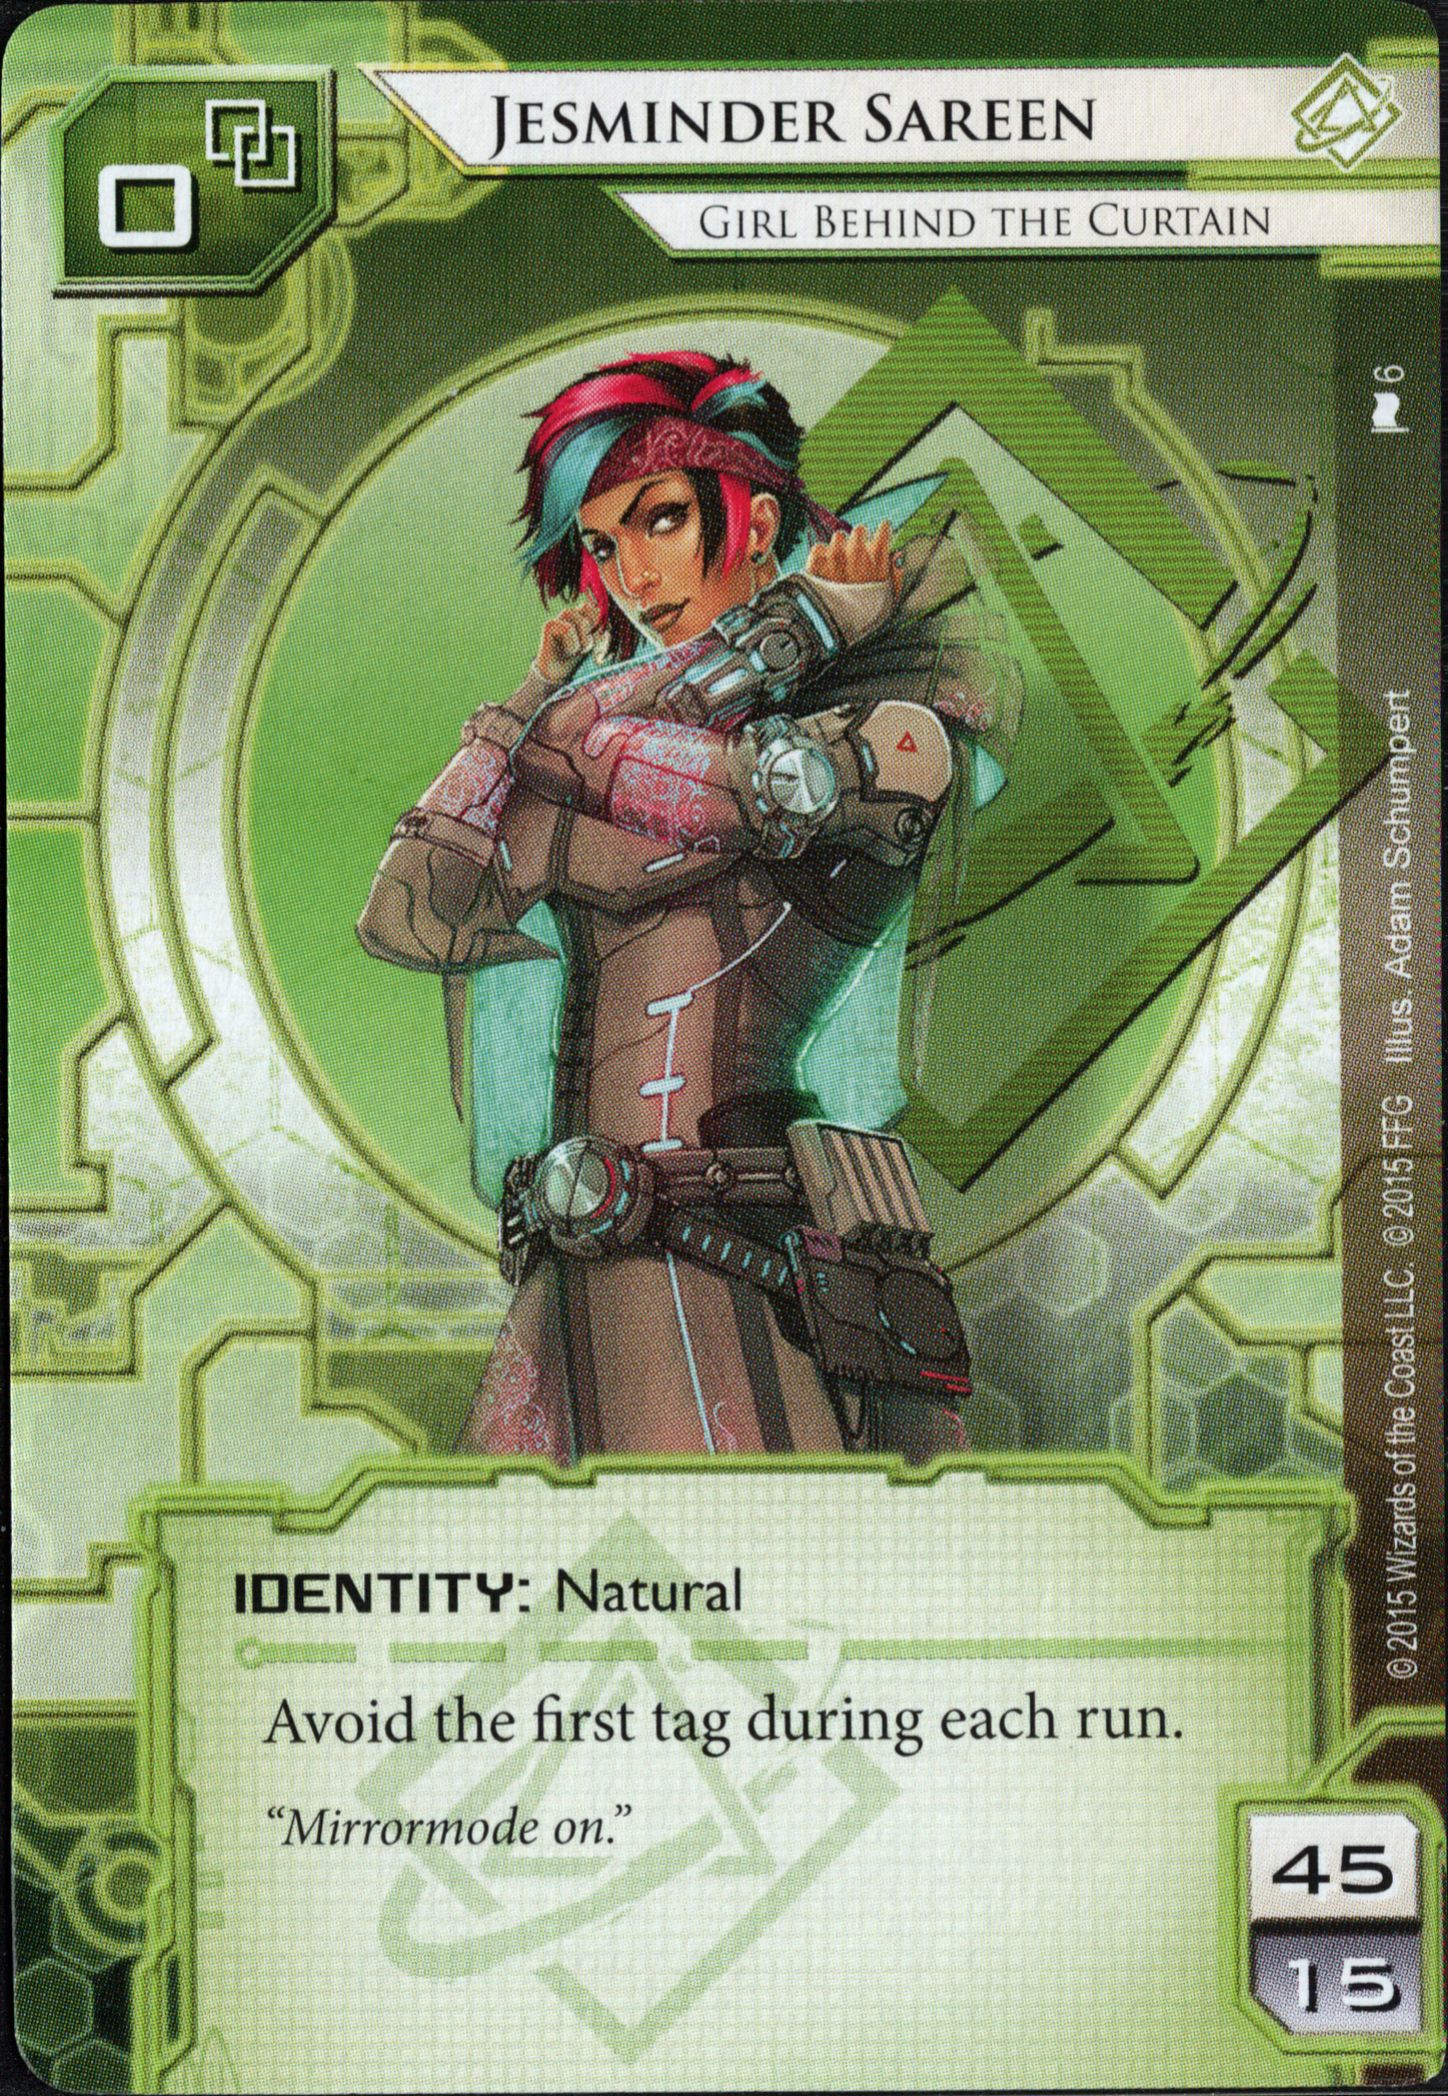 0
JESMINDER SAREEN
GIRL BEHIND THE CURTAIN
6
© 2015 Wizards of the Coast LLC. © 2015 FFG Illus. Adam Schumpert
IDENTITY: Natural
Avoid the first tag during each run.
“Mirrormode on.”
45
15